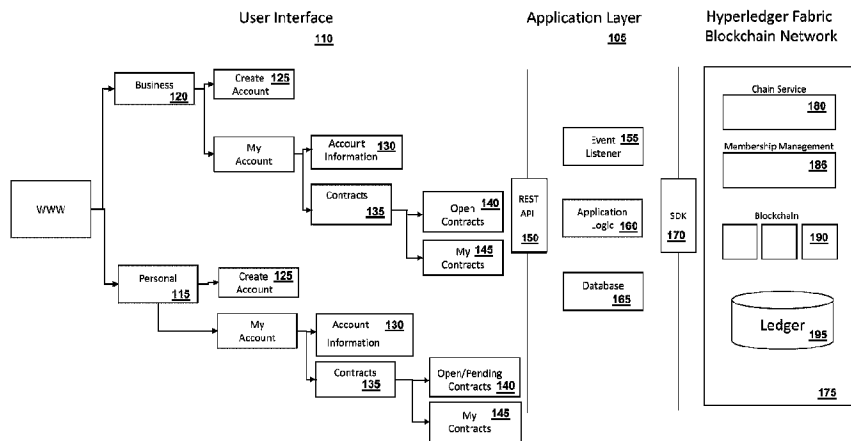 User Interface
110
Application Layer
105
Hyperledger Fabric
Blockchain Network
WWW
Business
120
Create 125
Account
My
Account
Account 130
Information
Contracts
135
140
Open
Contracts
145
My
Contracts
Personal
115
Create 125
Account
My
Account
Account 130
Information
Contracts
135
Open/Pending
Contracts 140
145
My
Contracts
REST
API
150
Event 155
Listener
Application
Logic 160
Database
165
SDK
170
Chain Service
180
Membership Management
186
Blockchain
190
Ledger
195
175